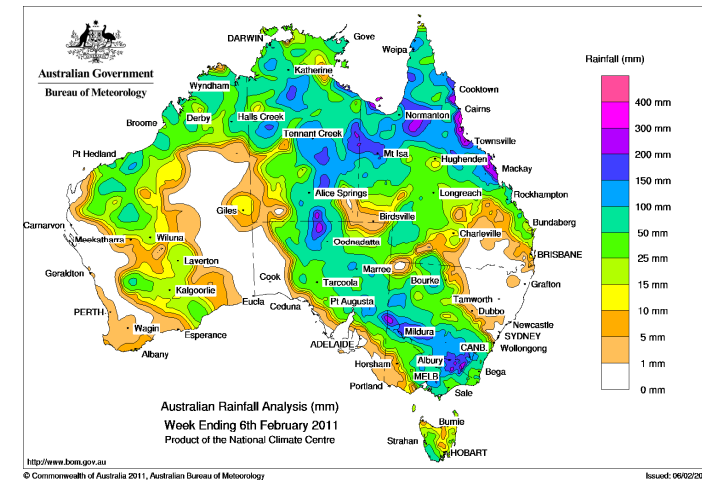 Australian Government
Bureau of Meteorology
DARWIN
Gove
Weipa
Katherine
Wyndham
Cooktown
Cairns
Broome
Derby
Halls Creek
Normanton
Tennant Creek
Townsville
Pt Hedland
Mt Isa
Hughenden
Mackay
Alice Springs
Longreach
Rockhampton
Giles
Birdsville
Bundaberg
Carnarvon
Meekatharra
Wiluna
Oodnadatta
Charleville
BRISBANE
Laverton
Marree
Geraldton
Cook
Tarcoola
Bourke
Grafton
Kalgoorlie
Eucla
Ceduna
Pt Augusta
Tamworth
PERTH
Dubbo
Wagin
Esperance
Mildura
Newcastle
SYDNEY
ADELAIDE
CANB.
Wollongong
Albany
Horsham
Albury
Bega
Portland
MELB
Sale
Burnie
Strahan
HOBART
Rainfall (mm)
400 mm
300 mm
200 mm
150 mm
100 mm
50 mm
25 mm
15 mm
10 mm
5 mm
1 mm
0 mm
Australian Rainfall Analysis (mm)
Week Ending 6th February 2011
Product of the National Climate Centre
http://www.bom.gov.au
© Commonwealth of Australia 2011, Australian Bureau of Meteorology
Issued: 06/02/20